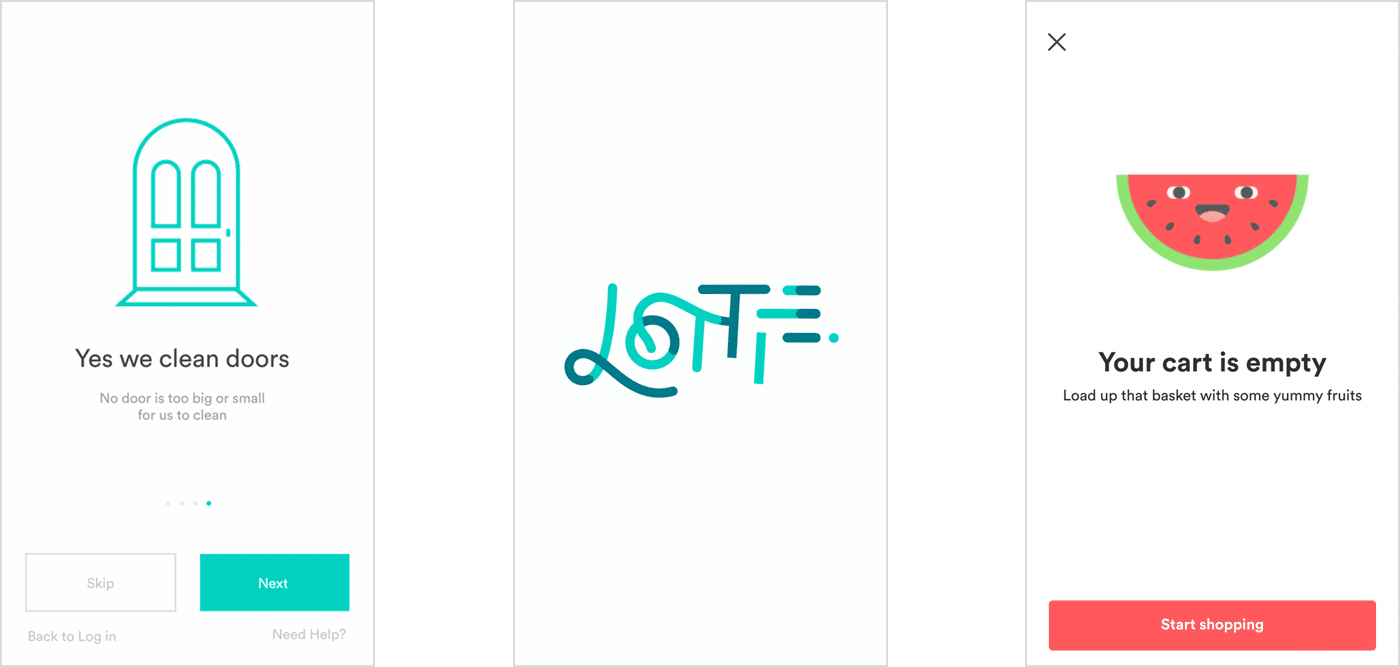 Yes we clean doors
No door is too big or small
for us to clean
Skip
Next
Back to Log in
Need Help?
LOTTIE
Your cart is empty
Load up that basket with some yummy fruits
Start shopping